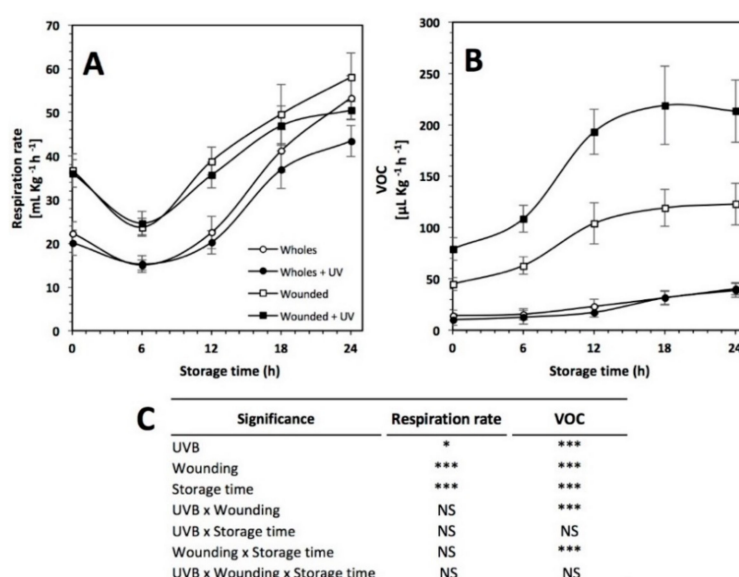 A
Respiration rate
[mL Kg -1 h -1]
70
60
50
40
30
20
10
0
Wholes
Wholes + UV
Wounded
Wounded + UV
0 6 12 18 24
Storage time (h)
B
VOC
[µL Kg -1 h -1]
300
250
200
150
100
50
0
0 6 12 18 24
Storage time (h)
C
Significance Respiration rate VOC
UVB * ***
Wounding *** ***
Storage time *** ***
UVB x Wounding NS ***
UVB x Storage time NS NS
Wounding x Storage time NS ***
UVB x Wounding x Storage time NS NS